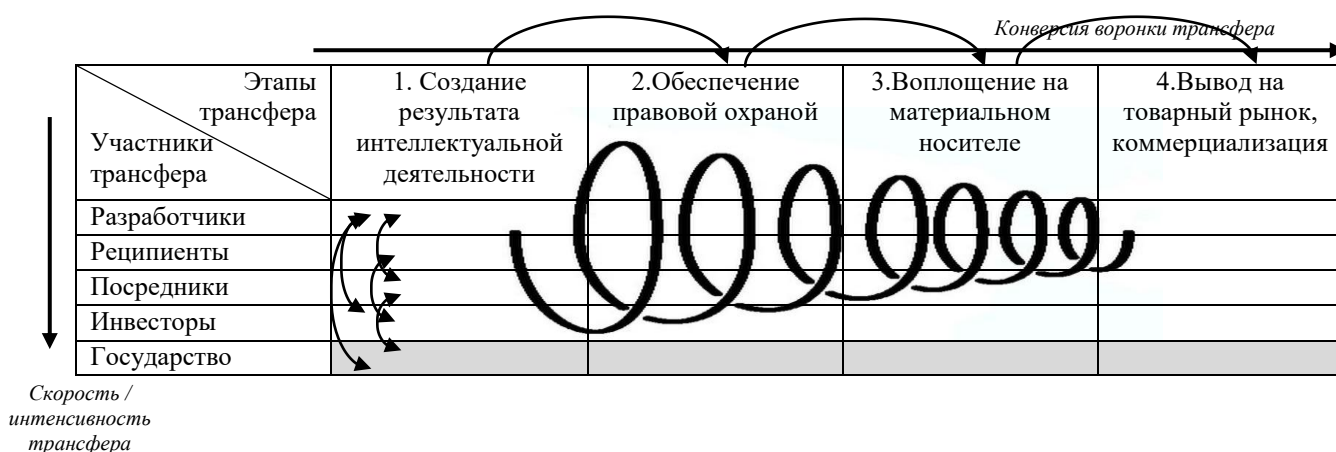 Конверсия воронки трансфера
Этапы
трансфера
Участники
трансфера
1. Создание
результата
интеллектуальной
деятельности
2.Обеспечение
правовой охраной
3.Воплощение на
материальном
носителе
4.Вывод на
товарный рынок,
коммерциализация
Разработчики
Реципиенты
Посредники
Инвесторы
Государство
Скорость /
интенсивность
трансфера